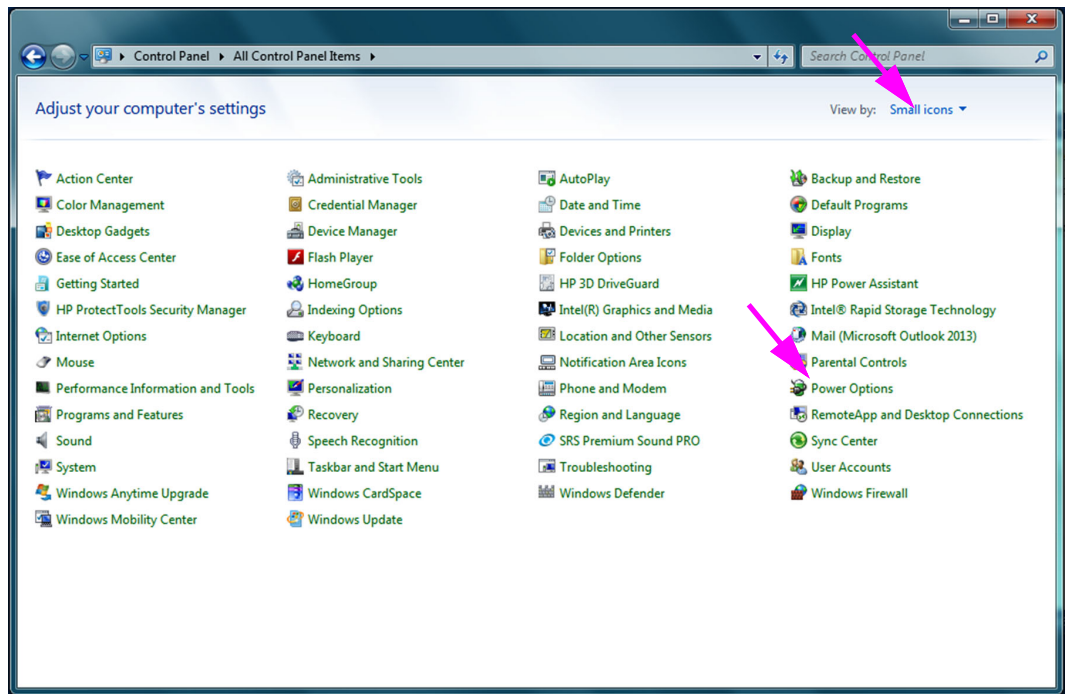 Control Panel All Control Panel Items Search Control Panel
Adjust your computer's settings View by: Small icons
Action Center Administrative Tools AutoPlay Backup and Restore
Color Management Credential Manager Date and Time Default Programs
Desktop Gadgets Device Manager Devices and Printers Display
Ease of Access Center Flash Player Folder Options Fonts
Getting Started HomeGroup HP 3D DriveGuard HP Power Assistant
HP ProtectTools Security Manager Indexing Options Intel(R) Graphics and Media Intel® Rapid Storage Technology
Internet Options Keyboard Location and Other Sensors Mail (Microsoft Outlook 2013)
Mouse Network and Sharing Center Notification Area Icons Parental Controls
Performance Information and Tools Personalization Phone and Modem Power Options
Programs and Features Recovery Region and Language RemoteApp and Desktop Connections
Sound Speech Recognition SRS Premium Sound PRO Sync Center
System Taskbar and Start Menu Troubleshooting User Accounts
Windows Anytime Upgrade Windows CardSpace Windows Defender Windows Firewall
Windows Mobility Center Windows Update